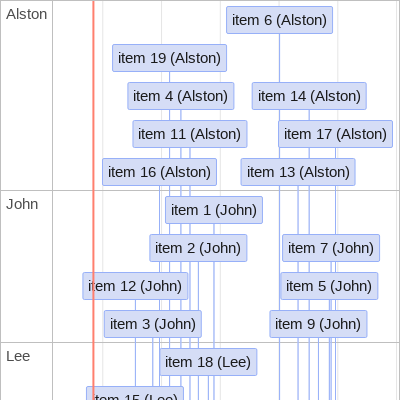 Alston
item 6 (Alston)
item 19 (Alston)
item 4 (Alston)
item 14 (Alston)
item 11 (Alston)
item 17 (Alston)
item 16 (Alston)
item 13 (Alston)
John
item 1 (John)
item 2 (John)
item 7 (John)
item 12 (John)
item 5 (John)
item 3 (John)
item 9 (John)
Lee
item 18 (Lee)
item 15 (Lee)